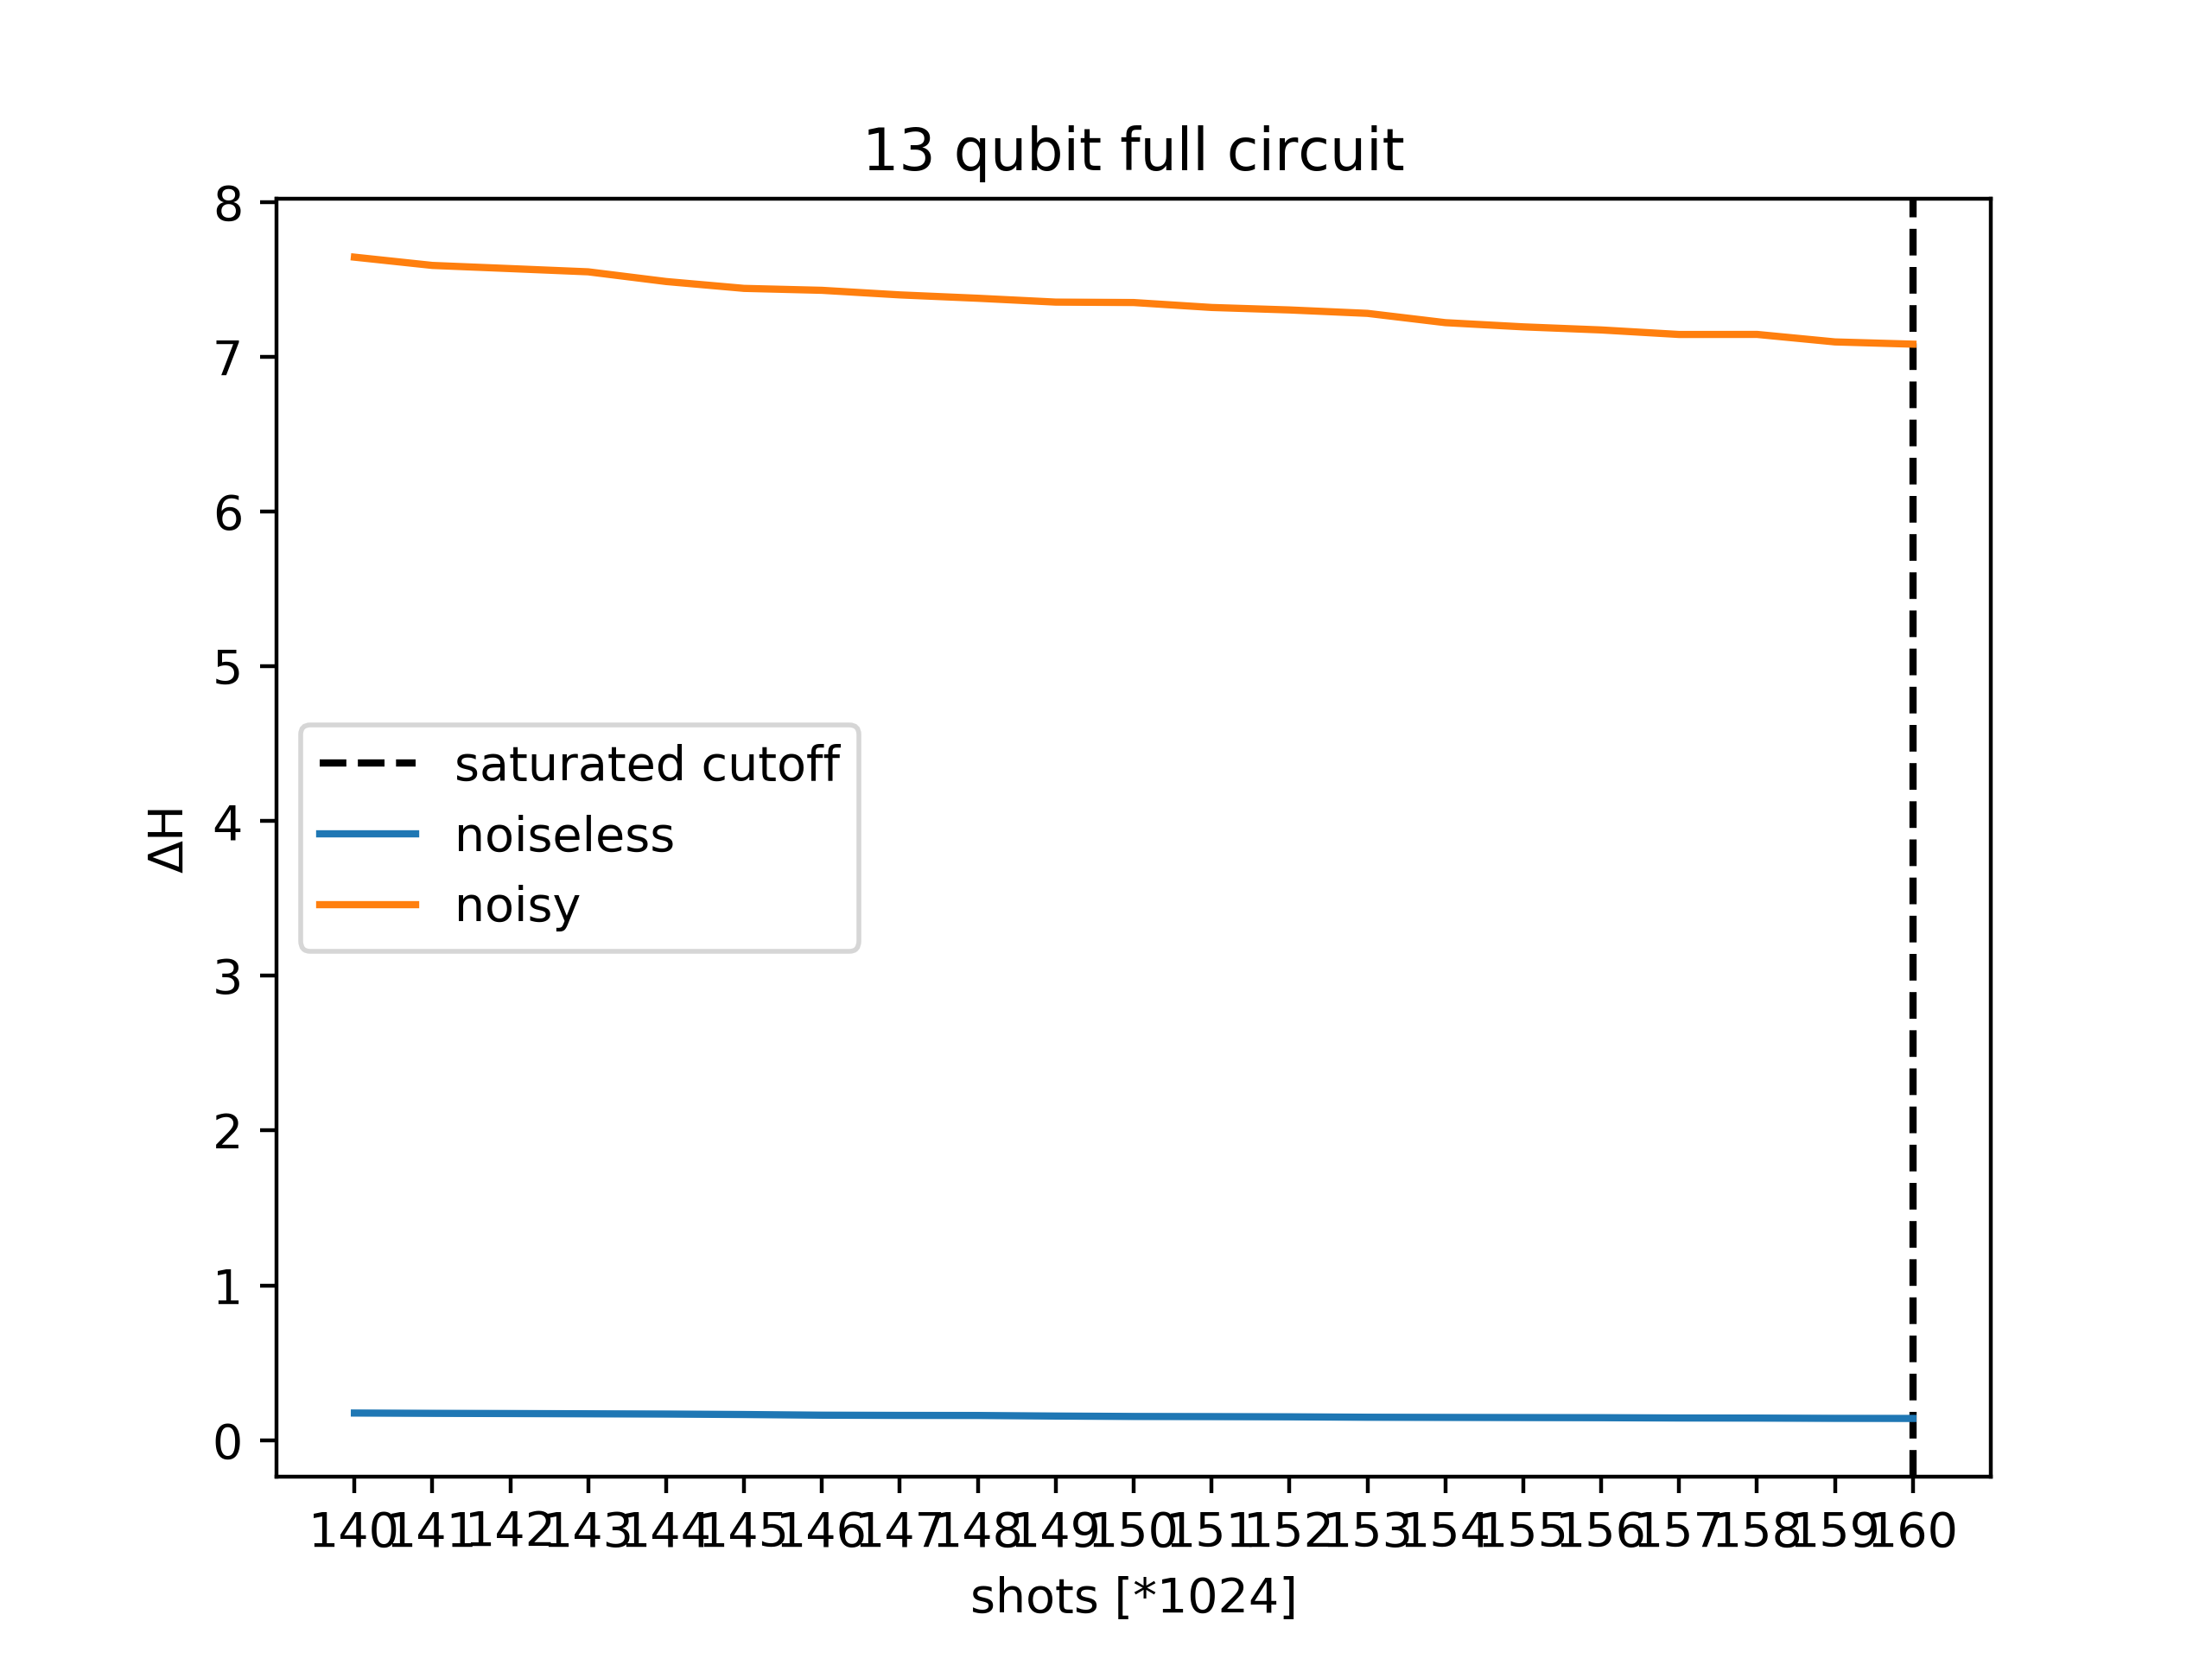 13 qubit full circuit
8
7
6
5
4
3
2
1
0
ΔH
saturated cutoff
noiseless
noisy
140 141 142 143 144 145 146 147 148 149 150 151 152 153 154 155 156 157 158 159 160
shots [*1024]